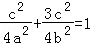 c²/4a² + 3c²/4b² = 1